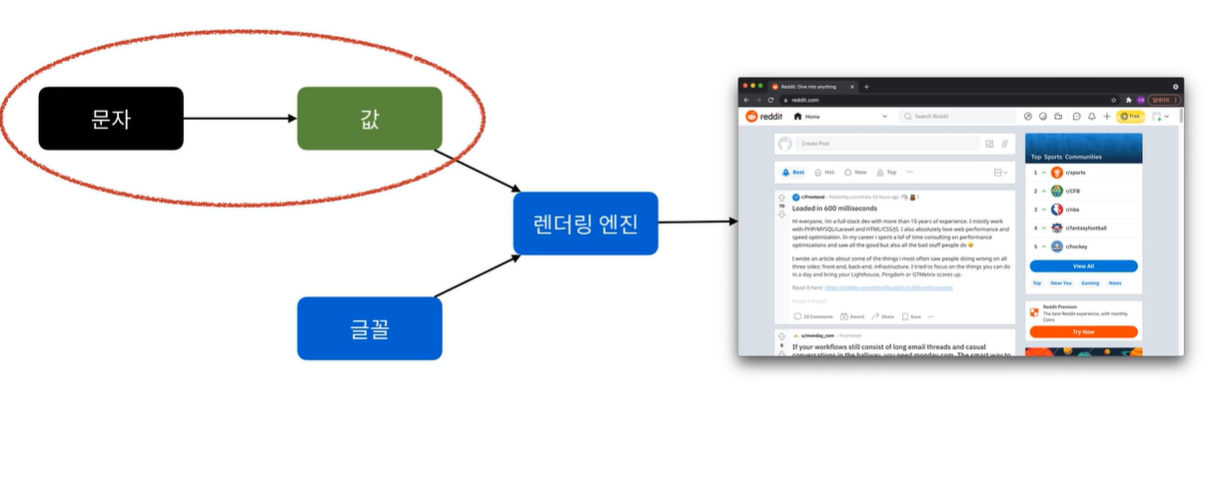 문자
값
렌더링 엔진
글꼴
Reddit: Dive into anything
reddit.com
업데이트
reddit
Home
Search Reddit
Free
Create Post
Best
Hot
New
Top
r/Frontend
Loaded in 600 milliseconds
Hi everyone, I'm a full-stack dev with more than 10 years of experience. I mostly work
with PHP/MYSQL/Laravel and HTML/CSS/JS. I also absolutely love web performance and
speed optimization. In my career I spent a lot of time consulting on performance
optimizations and saw all the good but also all the bad stuff people do
I wrote an article about some of the things I most often saw people doing wrong on all
three sides: front-end, back-end, infrastructure. I tried to focus on the things you can do
in a day and bring your Lighthouse, Pingdom or GTMetrix scores up.
Read it here:
Comments
Award
Share
Save
u/monday_com · Promoted
If your workflows still consist of long email threads and casual
conversations in the hallway, you need monday.com. The smart way to
Top Sports Communities
1 r/sports
2 r/CFB
3 r/nba
4 r/fantasyfootball
5 r/hockey
View All
Top
Near You
Gaming
News
Reddit Premium
The best Reddit experience, with monthly
Coins
Try Now